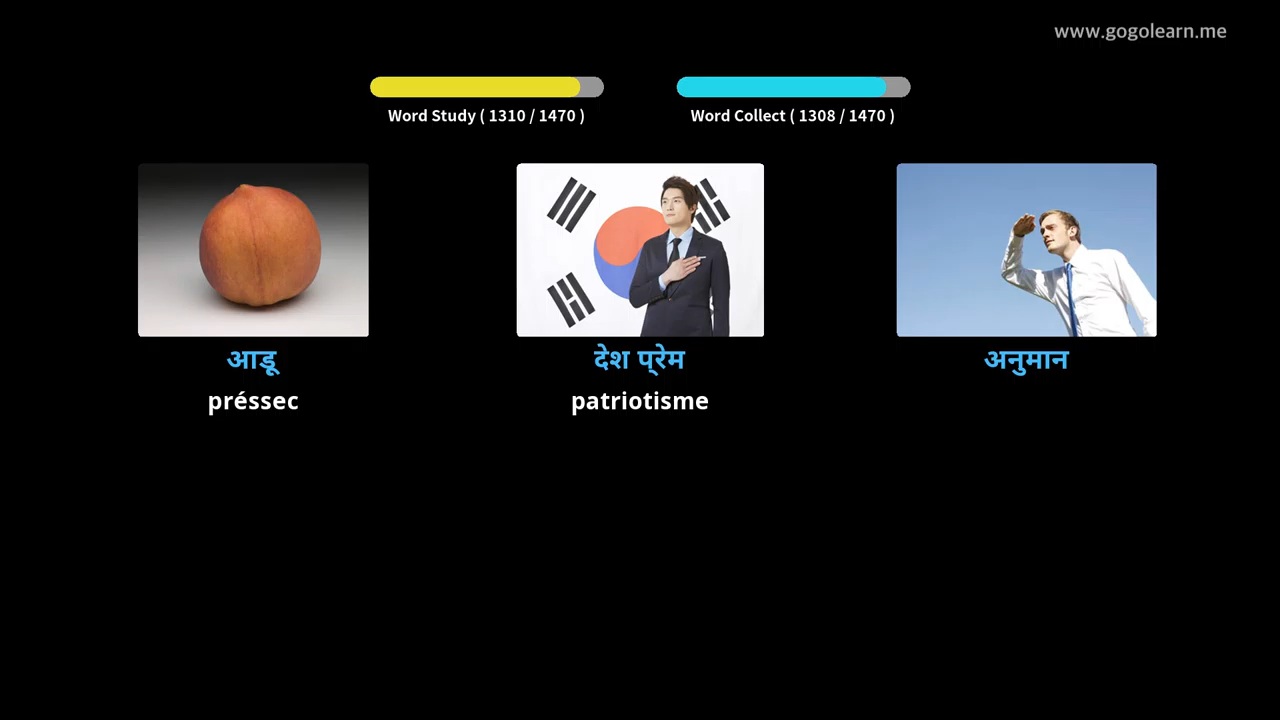 www.gogolearn.me
Word Study ( 1310 / 1470 )
Word Collect ( 1308 / 1470 )
आडू
préssec
देश प्रेम
patriotisme
अनुमान